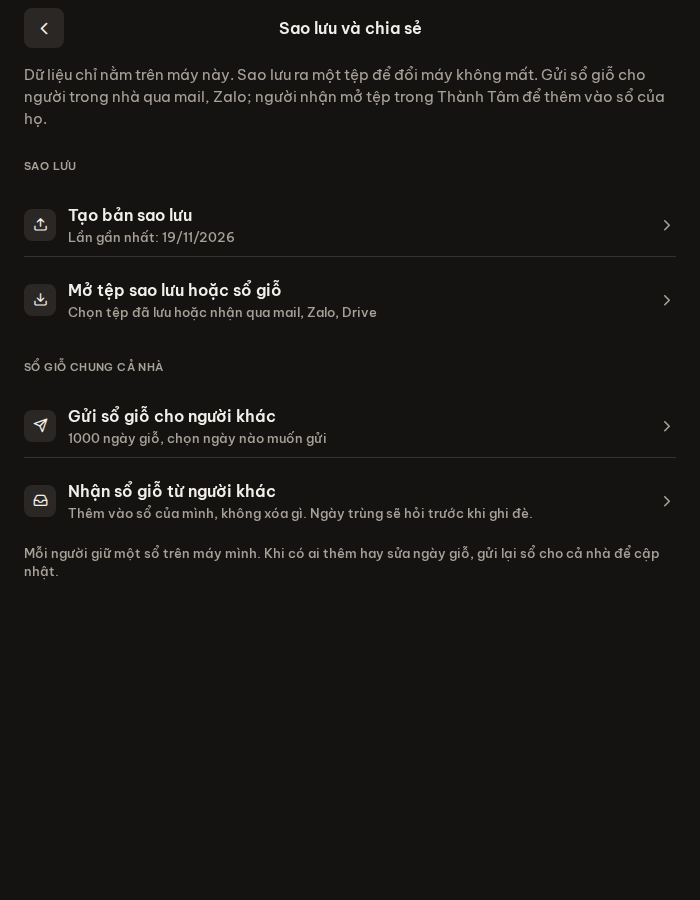 Sao lưu và chia sẻ
Dữ liệu chỉ nằm trên máy này. Sao lưu ra một tệp để đổi máy không mất. Gửi sổ giỗ cho
người trong nhà qua mail, Zalo; người nhận mở tệp trong Thành Tâm để thêm vào sổ của
họ.
SAO LƯU
Tạo bản sao lưu
Lần gần nhất: 19/11/2026
Mở tệp sao lưu hoặc sổ giỗ
Chọn tệp đã lưu hoặc nhận qua mail, Zalo, Drive
SỔ GIỖ CHUNG CẢ NHÀ
Gửi sổ giỗ cho người khác
1000 ngày giỗ, chọn ngày nào muốn gửi
Nhận sổ giỗ từ người khác
Thêm vào sổ của mình, không xóa gì. Ngày trùng sẽ hỏi trước khi ghi đè.
Mỗi người giữ một sổ trên máy mình. Khi có ai thêm hay sửa ngày giỗ, gửi lại sổ cho cả nhà để cập
nhật.